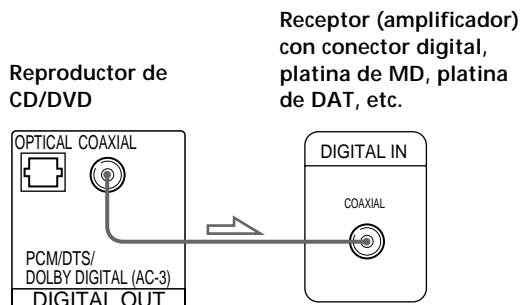 Receptor (amplificador)
con conector digital,
platina de MD, platina
de DAT, etc.
Reproductor de
CD/DVD
OPTICAL COAXIAL
PCM/DTS/
DOLBY DIGITAL (AC-3)
DIGITAL OUT
DIGITAL IN
COAXIAL